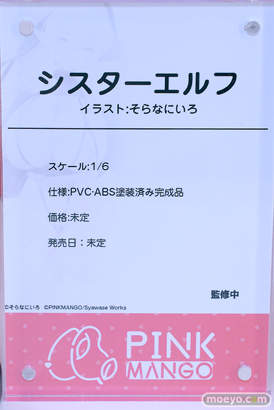 シスターエルフ
イラスト:そらなにいろ
スケール:1/6
仕様:PVC·ABS塗装済み完成品
価格:未定
発売日：未定
監修中
©そらなにいろ ©PINKMANGO/Syawase Works
PINK
MANGO
moeyo.com